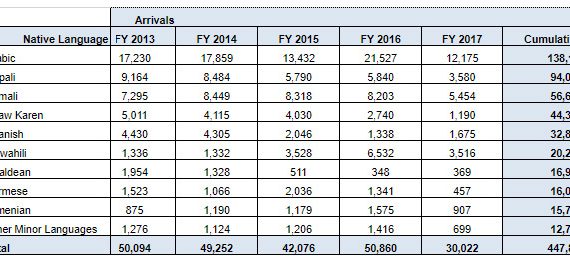 Arrivals
Native Language FY 2013 FY 2014 FY 2015 FY 2016 FY 2017 Cumulati
bic 17,230 17,859 13,432 21,527 12,175 138,
pali 9,164 8,484 5,790 5,840 3,580 94,0
mali 7,295 8,449 8,318 8,203 5,454 56,6
aw Karen 5,011 4,115 4,030 2,740 1,190 44,3
anish 4,430 4,305 2,046 1,338 1,675 32,8
wahili 1,336 1,332 3,528 6,532 3,516 20,2
aldean 1,954 1,328 511 348 369 16,9
rmese 1,523 1,066 2,036 1,341 457 16,0
menian 875 1,190 1,179 1,575 907 15,7
her Minor Languages 1,276 1,124 1,206 1,416 699 12,7
tal 50,094 49,252 42,076 50,860 30,022 447,8